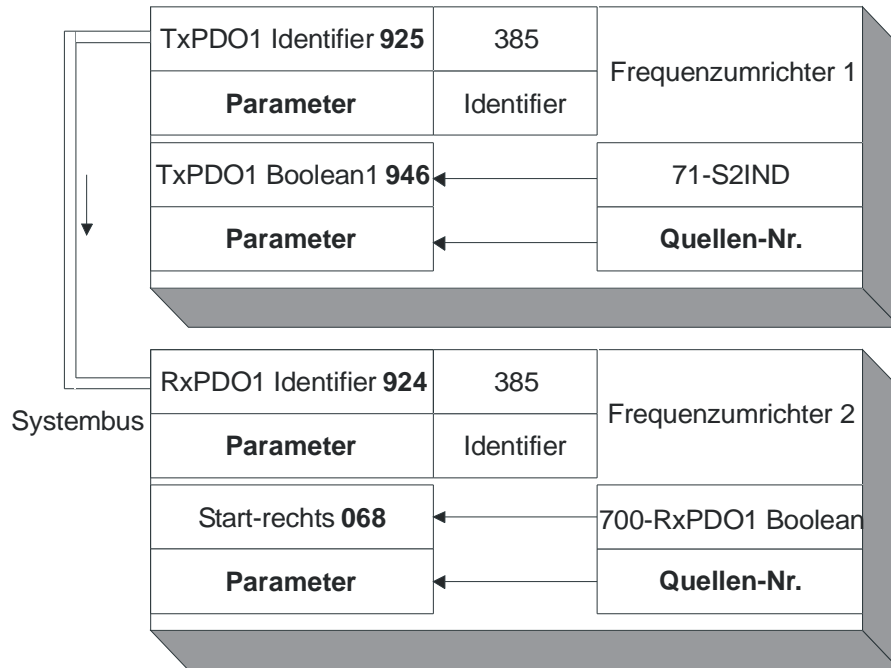 TxPDO1 Identifier 925 385
Frequenzumrichter 1
Parameter Identifier
TxPDO1 Boolean1 946 71-S2IND
Parameter Quellen-Nr.
RxPDO1 Identifier 924 385
Systembus
Frequenzumrichter 2
Parameter Identifier
Start-rechts 068 700-RxPDO1 Boolean
Parameter Quellen-Nr.